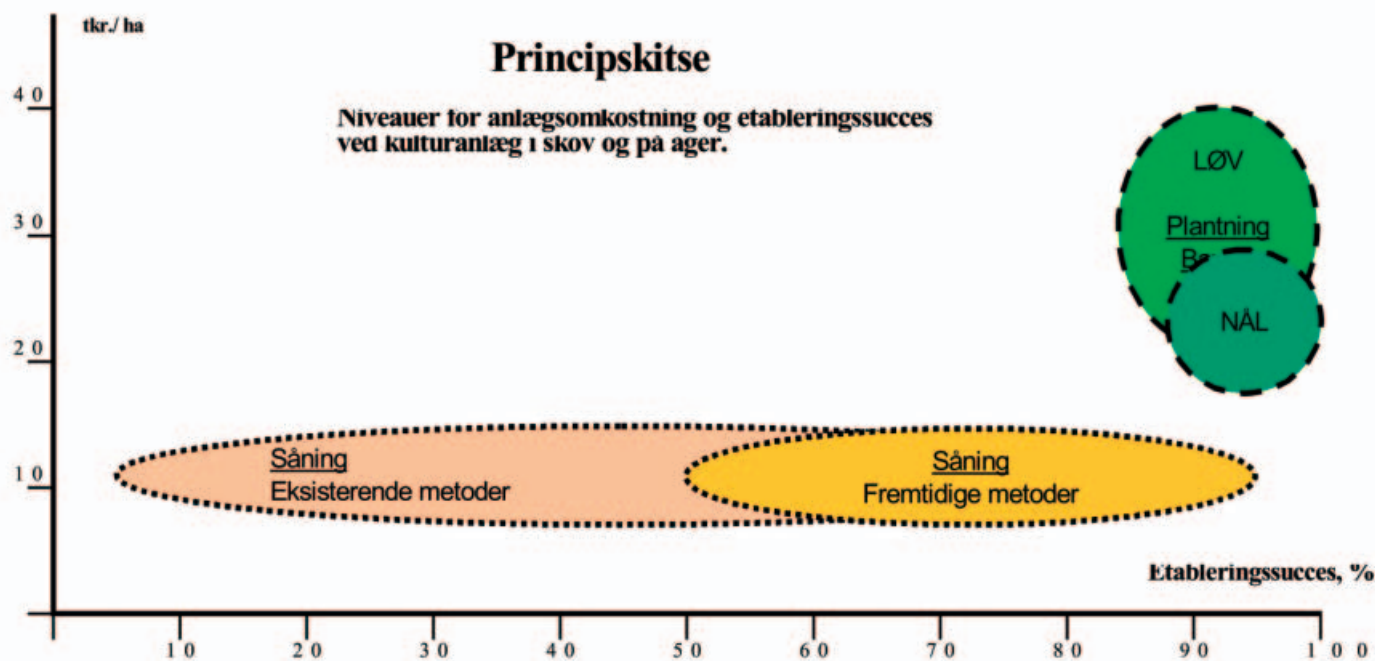 tkr./ ha
Principskitse
Niveauer for anlægsomkostning og etableringssucces
ved kulturanlæg i skov og på ager.
40
30
20
10
LØV
Plantning
NÅL
Såning
Eksisterende metoder
Såning
Fremtidige metoder
Etableringssucces, %
10 20 30 40 50 60 70 80 90 100